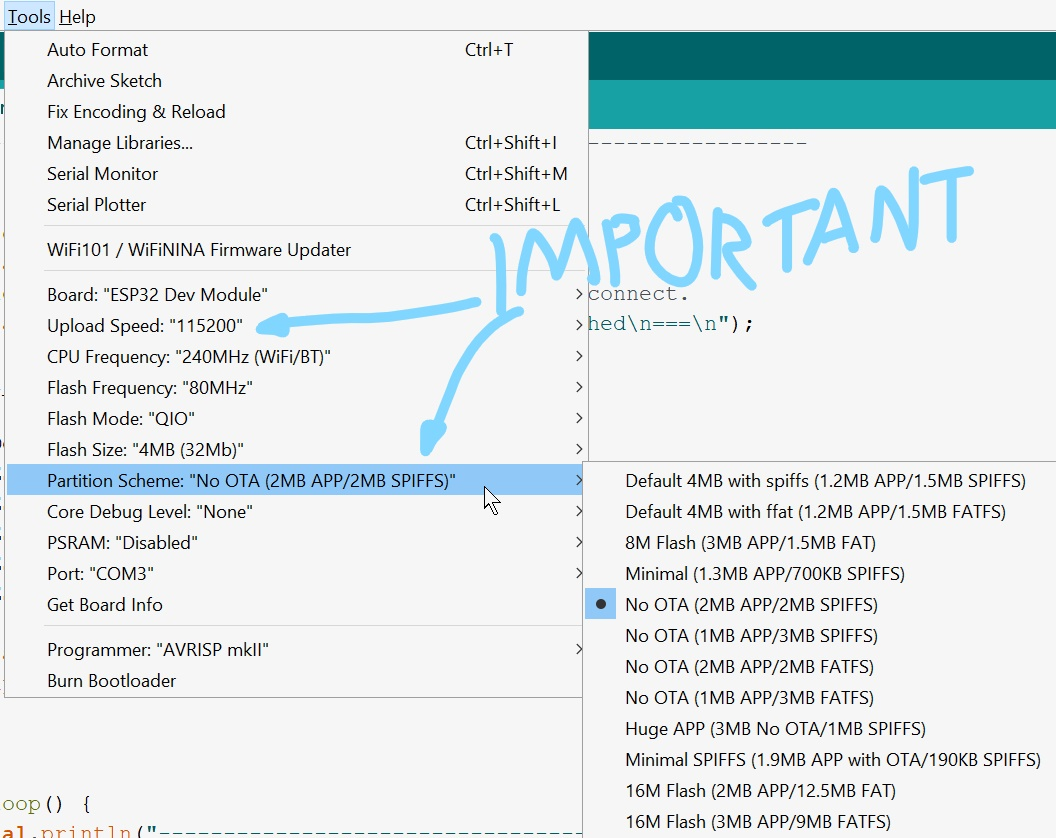 Tools Help
Auto Format Ctrl+T
Archive Sketch
Fix Encoding & Reload
Manage Libraries... Ctrl+Shift+I
Serial Monitor Ctrl+Shift+M
Serial Plotter Ctrl+Shift+L
WiFi101 / WiFiNINA Firmware Updater
IMPORTANT
Board: "ESP32 Dev Module"
connect.
Upload Speed: "115200"
hed\n===\n");
CPU Frequency: "240MHz (WiFi/BT)"
Flash Frequency: "80MHz"
Flash Mode: "QIO"
Flash Size: "4MB (32Mb)"
Partition Scheme: "No OTA (2MB APP/2MB SPIFFS)"
Core Debug Level: "None"
PSRAM: "Disabled"
Port: "COM3"
Get Board Info
Programmer: "AVRISP mkII"
Burn Bootloader
Default 4MB with spiffs (1.2MB APP/1.5MB SPIFFS)
Default 4MB with ffat (1.2MB APP/1.5MB FATFS)
8M Flash (3MB APP/1.5MB FAT)
Minimal (1.3MB APP/700KB SPIFFS)
No OTA (2MB APP/2MB SPIFFS)
No OTA (1MB APP/3MB SPIFFS)
No OTA (2MB APP/2MB FATFS)
No OTA (1MB APP/3MB FATFS)
Huge APP (3MB No OTA/1MB SPIFFS)
Minimal SPIFFS (1.9MB APP with OTA/190KB SPIFFS)
16M Flash (2MB APP/12.5MB FAT)
16M Flash (3MB APP/9MB FATFS)
oop() {
al.println("---------------------------------